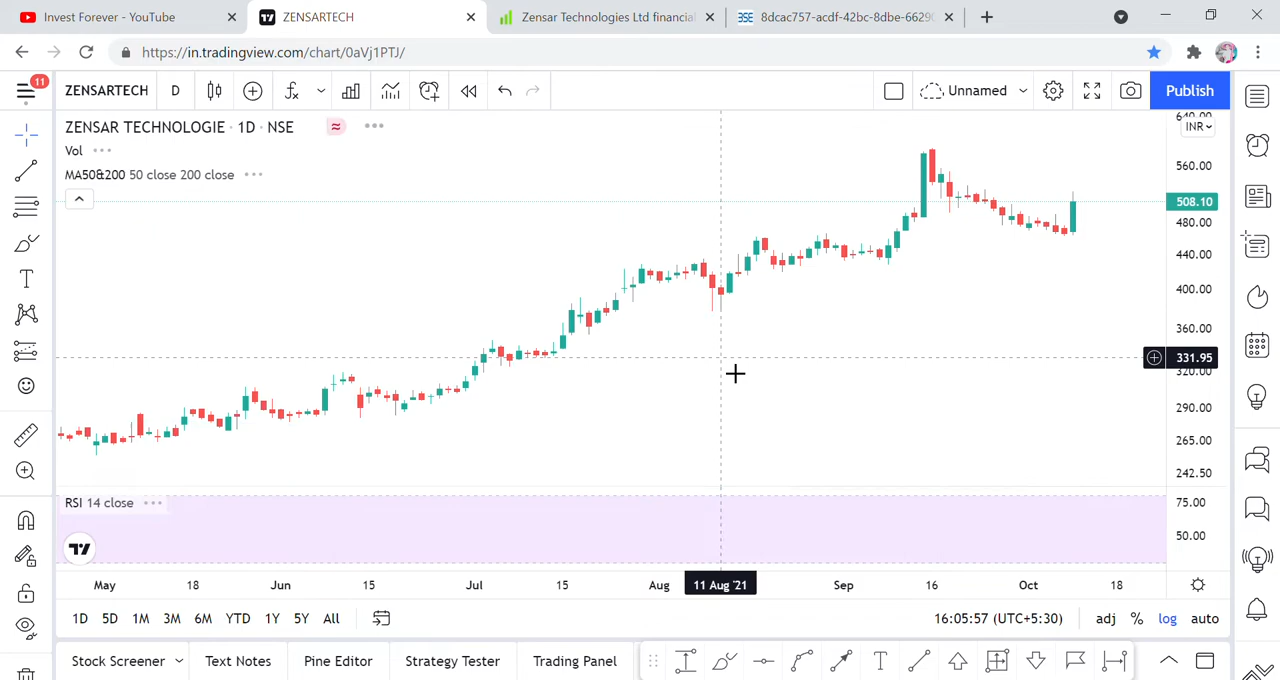 Invest Forever - YouTube
ZENSARTECH
Zensar Technologies Ltd financial
BSE 8dcac757-acdf-42bc-8dbe-6629
https://in.tradingview.com/chart/0aVj1PTJ/
11
ZENSARTECH D
Unnamed
Publish
ZENSAR TECHNOLOGIE · 1D · NSE
Vol
MA50&200 50 close 200 close
640.00
INR
560.00
508.10
480.00
440.00
400.00
360.00
331.95
320.00
290.00
265.00
242.50
RSI 14 close
75.00
50.00
May 18 Jun 15 Jul 15 Aug 11 Aug '21 Sep 16 Oct 18
1D 5D 1M 3M 6M YTD 1Y 5Y All
16:05:57 (UTC+5:30) adj % log auto
Stock Screener Text Notes Pine Editor Strategy Tester Trading Panel